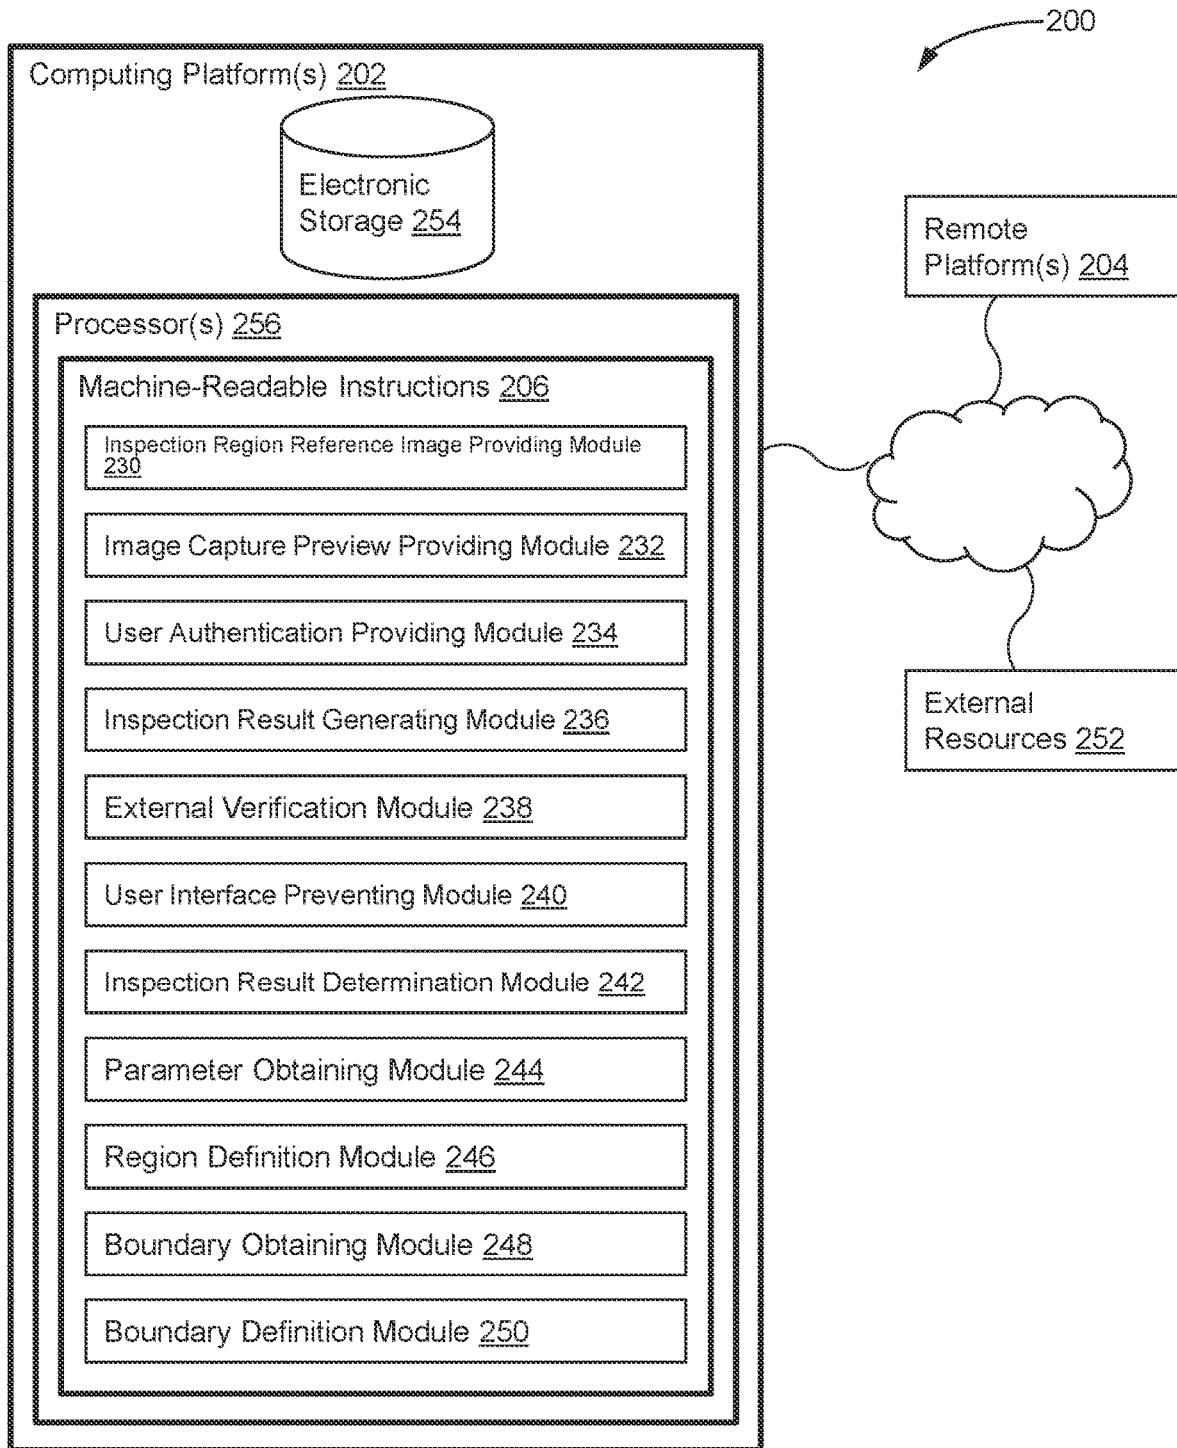 200
Computing Platform(s) 202
Electronic
Storage 254
Remote
Platform(s) 204
Processor(s) 256
Machine-Readable Instructions 206
Inspection Region Reference Image Providing Module
230
Image Capture Preview Providing Module 232
User Authentication Providing Module 234
Inspection Result Generating Module 236
External
Resources 252
External Verification Module 238
User Interface Preventing Module 240
Inspection Result Determination Module 242
Parameter Obtaining Module 244
Region Definition Module 246
Boundary Obtaining Module 248
Boundary Definition Module 250